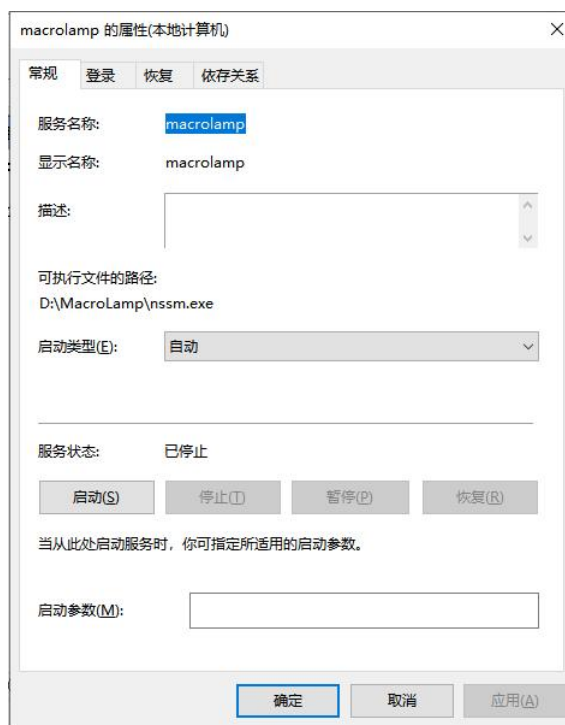 macrolamp 的属性(本地计算机)
常规 登录 恢复 依存关系
服务名称: macrolamp
显示名称: macrolamp
描述:
可执行文件的路径:
D:\MacroLamp\nssm.exe
启动类型(E): 自动
服务状态: 已停止
启动(S) 停止(T) 暂停(P) 恢复(R)
当从此处启动服务时，你可指定所适用的启动参数。
启动参数(M):
确定 取消 应用(A)